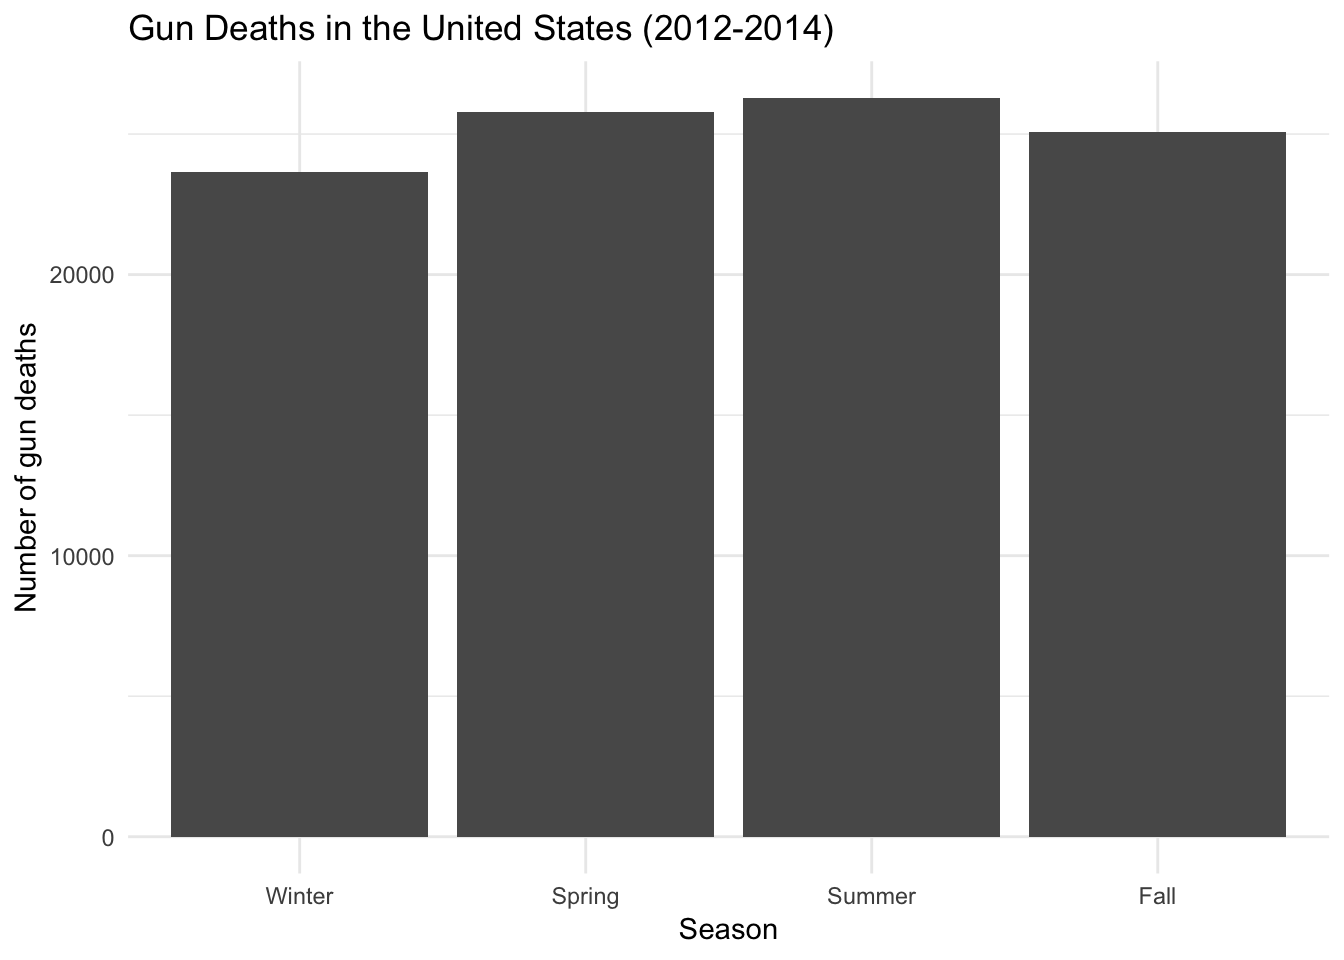 Gun Deaths in the United States (2012-2014)
Number of gun deaths
20000
10000
0
Winter Spring Summer Fall
Season